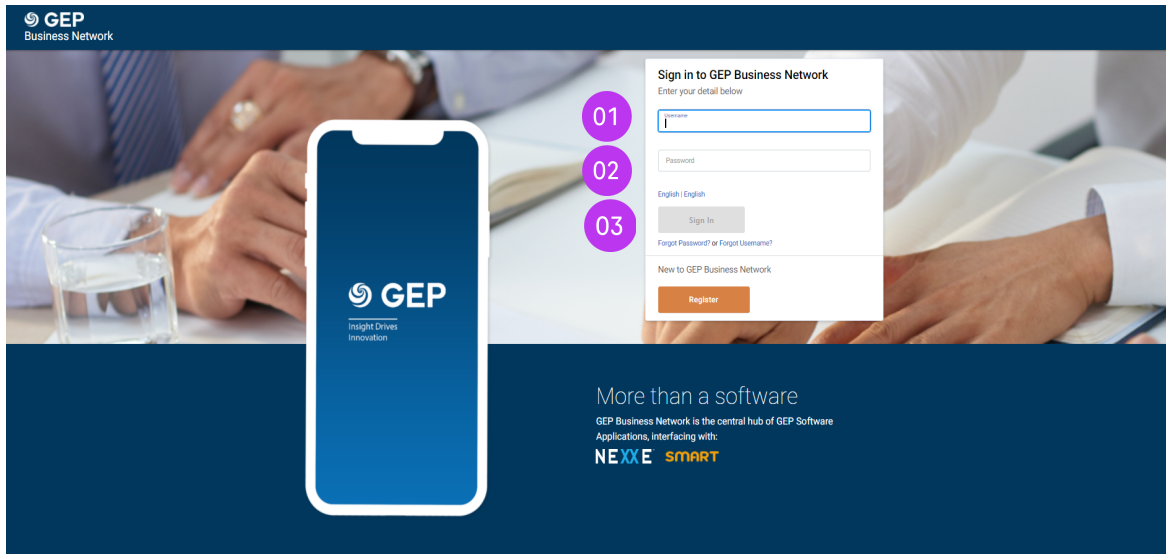 GEP
Business Network
Sign in to GEP Business Network
Enter your detail below
01
Username
02
Password
English | English
03
Sign In
Forgot Password? or Forgot Username?
New to GEP Business Network
Register
GEP
Insight Drives
Innovation
More than a software
GEP Business Network is the central hub of GEP Software
Applications, interfacing with:
NEXXE SMART